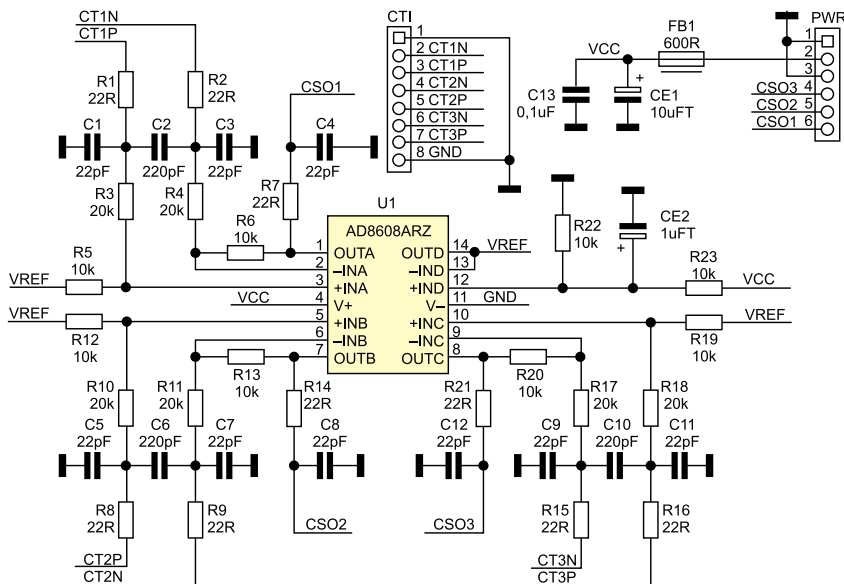 CT1N
CT1P
CTI
1
2 CT1N
3 CT1P
4 CT2N
5 CT2P
6 CT3N
7 CT3P
8 GND
FB1
600R
VCC
PWR
1
2
3
CSO3 4
CSO2 5
CSO1 6
C13
0,1uF
+
CE1
10uFT
R1
22R
R2
22R
CSO1
C1
22pF
C2
220pF
C3
22pF
C4
22pF
R3
20k
R4
20k
R7
22R
R6
10k
U1
AD8608ARZ
R22
10k
CE2
1uFT
+
R5
10k
VREF
R23
10k
VCC
1 OUTA OUTD 14 VREF
2 –INA –IND 13
3 +INA +IND 12
VCC 4 V+ V– 11 GND
5 +INB +INC 10
6 –INB –INC 9
7 OUTB OUTC 8
VREF
R12
10k
VREF
R19
10k
R13
10k
R20
10k
R10
20k
R11
20k
R14
22R
R21
22R
R17
20k
R18
20k
C5
22pF
C6
220pF
C7
22pF
C8
22pF
C12
22pF
C9
22pF
C10
220pF
C11
22pF
R8
22R
R9
22R
CSO2
CSO3
R15
22R
R16
22R
CT2P
CT2N
CT3N
CT3P